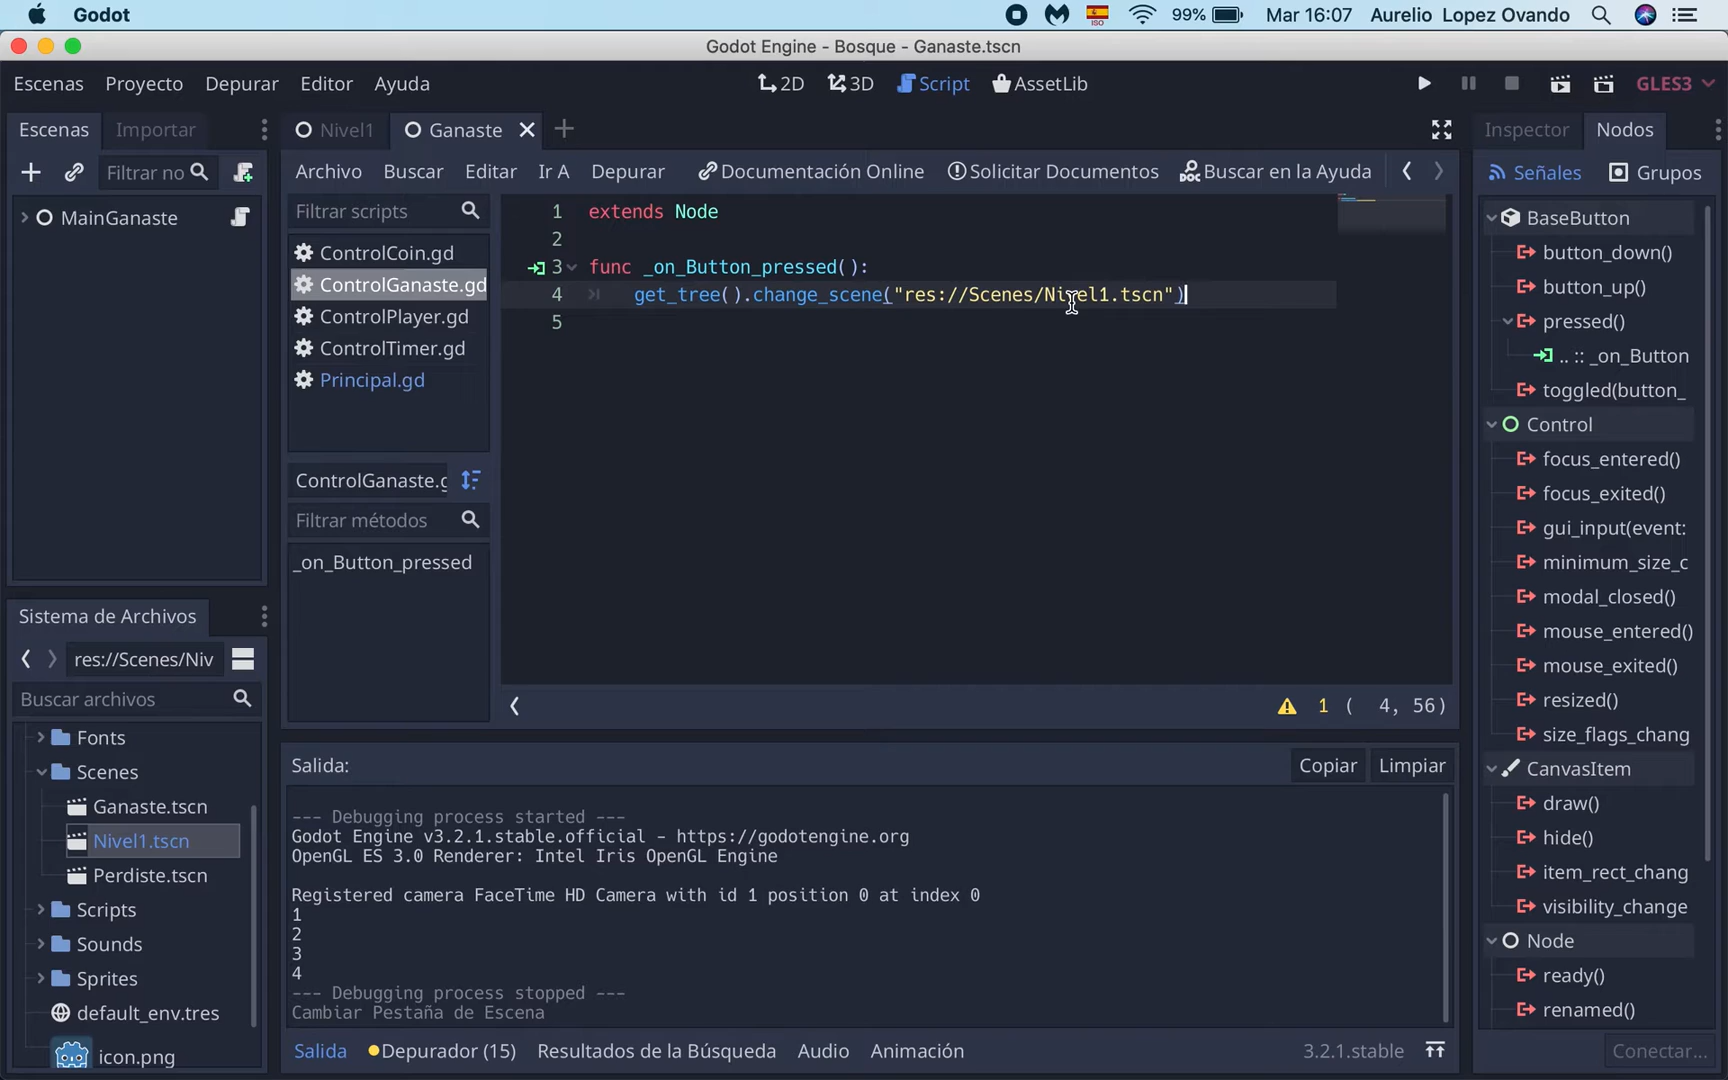 Godot
ISO
99%
Mar 16:07
Aurelio Lopez Ovando
Godot Engine - Bosque - Ganaste.tscn
Escenas Proyecto Depurar Editor Ayuda
2D 3D Script AssetLib
GLES3
Escenas Importar
Filtrar no
MainGanaste
Sistema de Archivos
res://Scenes/Niv
Buscar archivos
Fonts
Scenes
Ganaste.tscn
Nivel1.tscn
Perdiste.tscn
Scripts
Sounds
Sprites
default_env.tres
icon.png
Nivel1 Ganaste
Archivo Buscar Editar Ir A Depurar Documentación Online Solicitar Documentos Buscar en la Ayuda
Filtrar scripts
ControlCoin.gd
ControlGanaste.gd
ControlPlayer.gd
ControlTimer.gd
Principal.gd
ControlGanaste.g
Filtrar métodos
_on_Button_pressed
1 extends Node
2
3 func _on_Button_pressed():
4 get_tree().change_scene("res://Scenes/Nivel1.tscn")
5
1 ( 4, 56)
Salida:
Copiar Limpiar
--- Debugging process started ---
Godot Engine v3.2.1.stable.official - https://godotengine.org
OpenGL ES 3.0 Renderer: Intel Iris OpenGL Engine
Registered camera FaceTime HD Camera with id 1 position 0 at index 0
1
2
3
4
--- Debugging process stopped ---
Cambiar Pestaña de Escena
Salida Depurador (15) Resultados de la Búsqueda Audio Animación
3.2.1.stable
Inspector Nodos
Señales Grupos
BaseButton
button_down()
button_up()
pressed()
.. :: _on_Button
toggled(button_
Control
focus_entered()
focus_exited()
gui_input(event:
minimum_size_c
modal_closed()
mouse_entered()
mouse_exited()
resized()
size_flags_chang
CanvasItem
draw()
hide()
item_rect_chang
visibility_change
Node
ready()
renamed()
Conectar...